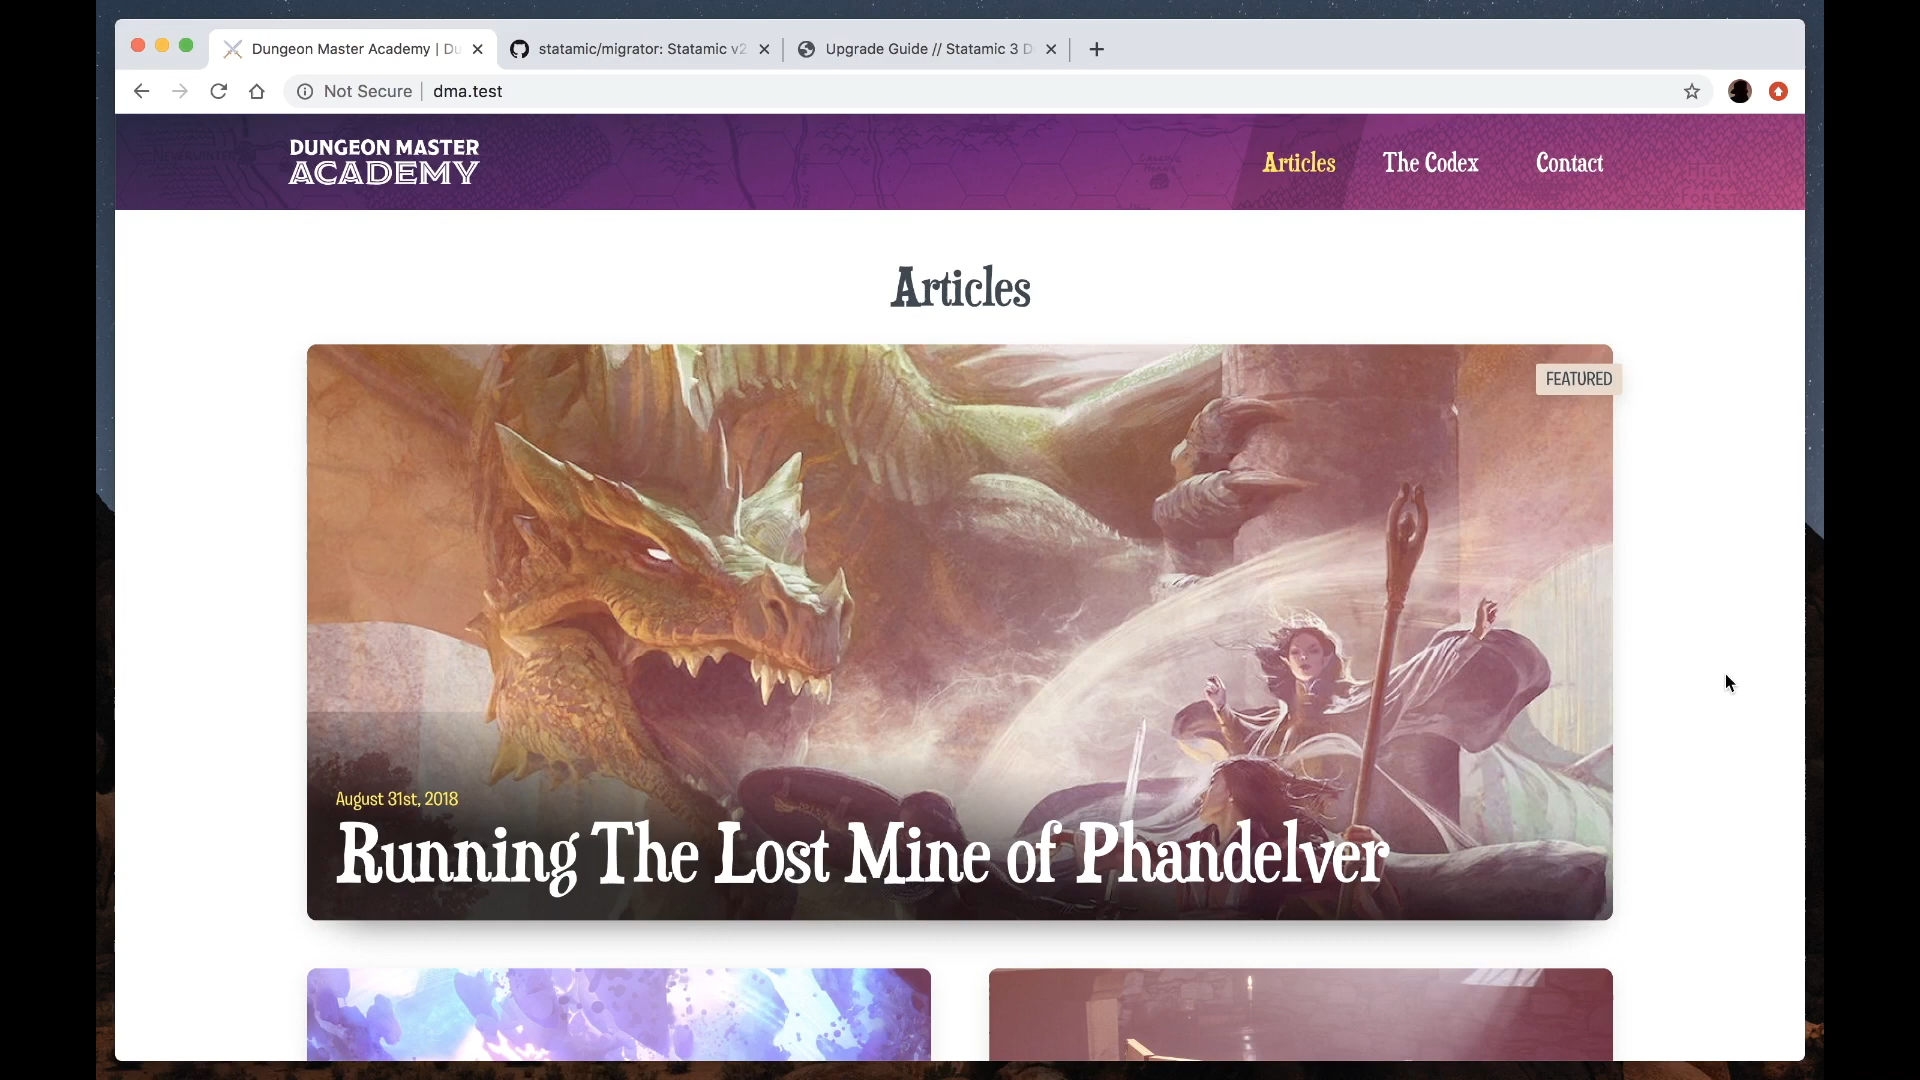 Dungeon Master Academy | Du
statamic/migrator: Statamic v2
Upgrade Guide // Statamic 3 D
Not Secure
dma.test
DUNGEON MASTER
ACADEMY
Articles
The Codex
Contact
Articles
FEATURED
August 31st, 2018
Running The Lost Mine of Phandelver